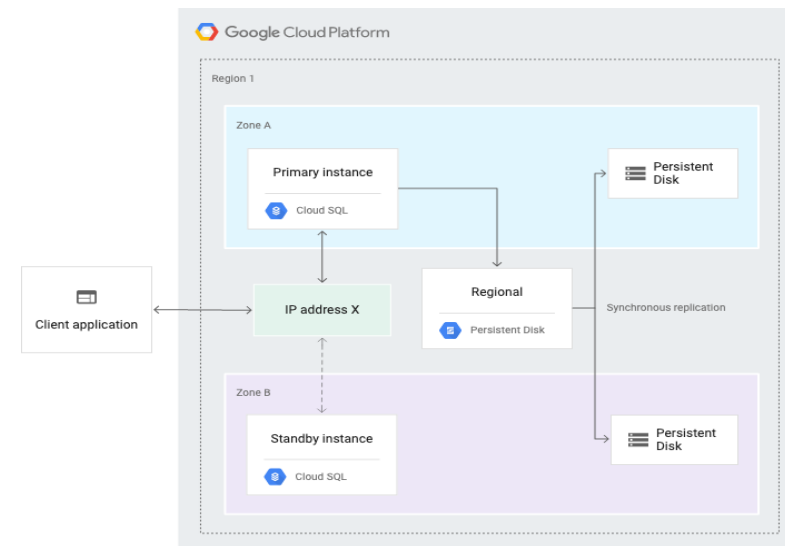 Google Cloud Platform
Region 1
Zone A
Primary instance
Cloud SQL
Persistent
Disk
Client application
IP address X
Regional
Persistent Disk
Synchronous replication
Zone B
Standby instance
Cloud SQL
Persistent
Disk